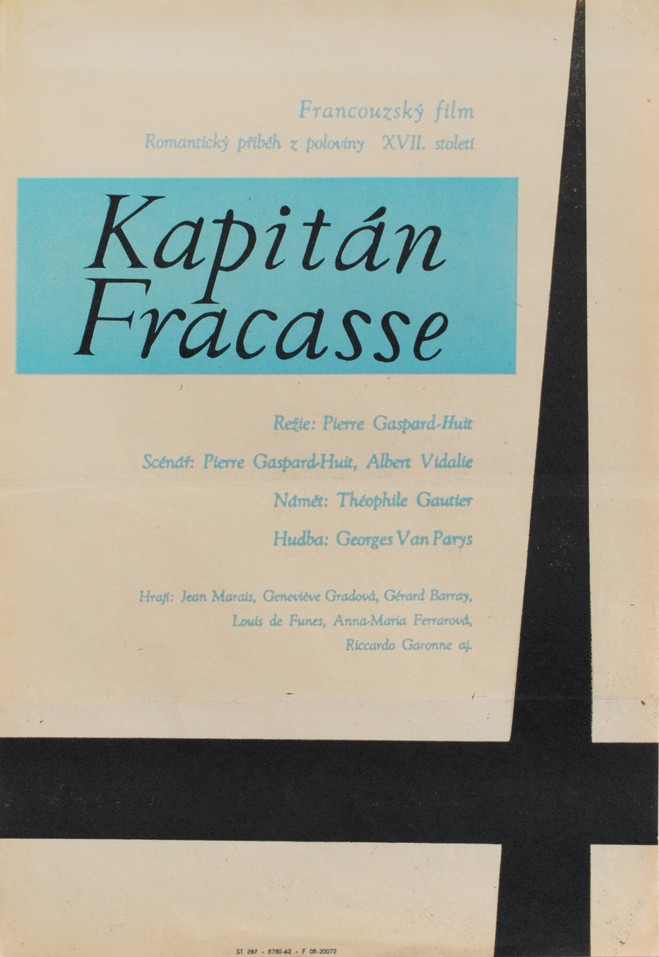 Francouzský film
Romantický příběh z poloviny XVII. století
Kapitán
Fracasse
Režie: Pierre Gaspard-Huit
Scénář: Pierre Gaspard-Huit, Albert Vidalie
Námět: Théophile Gautier
Hudba: Georges Van Parys
Hrají: Jean Marais, Geneviève Gradová, Gérard Barray,
Louis de Funes, Anna-Maria Ferrarová,
Riccardo Garonne aj.
ST 267 - 8760-62 - F 08-20072